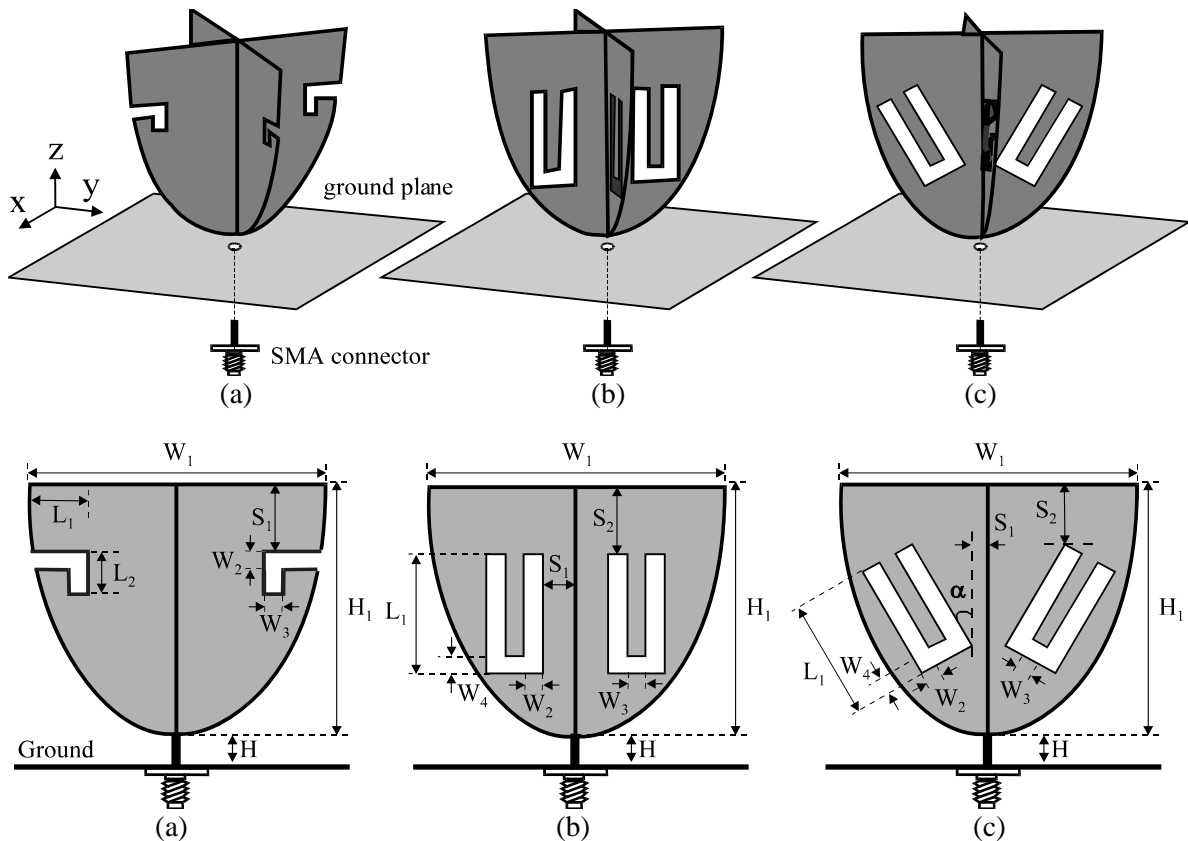 z
x
y
ground plane
SMA connector
(a) (b) (c)
W₁ W₁ W₁
L₁ S₁ S₂ S₁ S₂
W₂ L₂ S₁
W₃ H₁ L₁ H₁ α H₁
W₄ W₂ W₃ L₁ W₄ W₂ W₃
Ground H H H
(a) (b) (c)